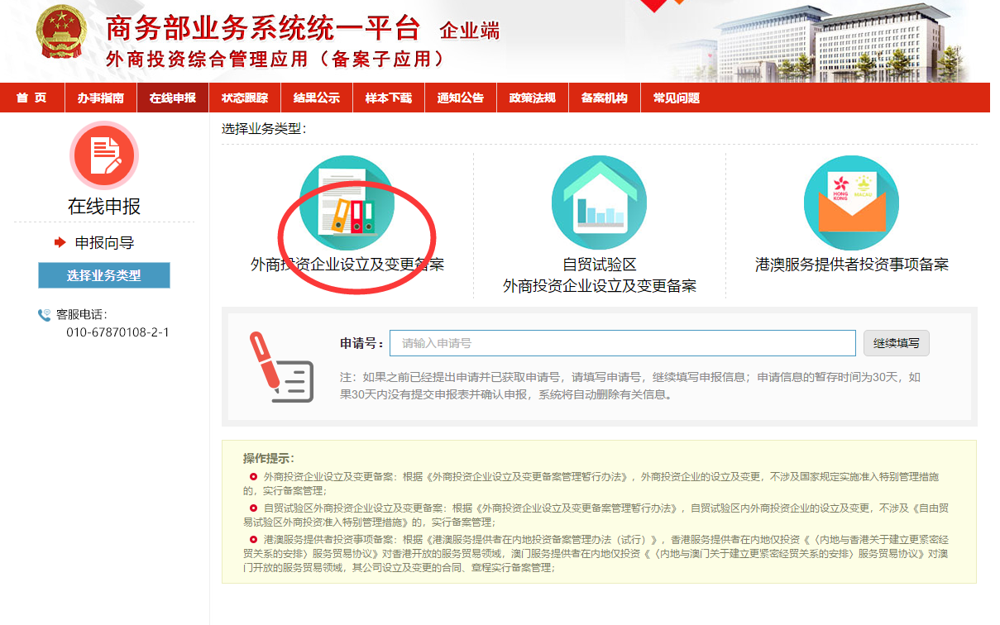 商务部业务系统统一平台 企业端
外商投资综合管理应用（备案子应用）
首 页 办事指南 在线申报 状态跟踪 结果公示 样本下载 通知公告 政策法规 备案机构 常见问题
在线申报
申报向导
选择业务类型
客服电话：
010-67870108-2-1
选择业务类型：
外商投资企业设立及变更备案
自贸试验区
外商投资企业设立及变更备案
HONG
KONG
MACAU
港澳服务提供者投资事项备案
申请号： 请输入申请号 继续填写
注：如果之前已经提出申请并已获取申请号，请填写申请号，继续填写申报信息；申请信息的暂存时间为30天，如
果30天内没有提交申报表并确认申报，系统将自动删除有关信息。
操作提示：
外商投资企业设立及变更备案：根据《外商投资企业设立及变更备案管理暂行办法》，外商投资企业的设立及变更，不涉及国家规定实施准入特别管理措施
的，实行备案管理；
自贸试验区外商投资企业设立及变更备案：根据《外商投资企业设立及变更备案管理暂行办法》，自贸试验区内外商投资企业的设立及变更，不涉及《自由贸
易试验区外商投资准入特别管理措施》的，实行备案管理；
港澳服务提供者投资事项备案：根据《港澳服务提供者在内地投资备案管理办法（试行）》，香港服务提供者在内地仅投资《〈内地与香港关于建立更紧密经
贸关系的安排〉服务贸易协议》对香港开放的服务贸易领域，澳门服务提供者在内地仅投资《〈内地与澳门关于建立更紧密经贸关系的安排〉服务贸易协议》对澳
门开放的服务贸易领域，其公司设立及变更的合同、章程实行备案管理；